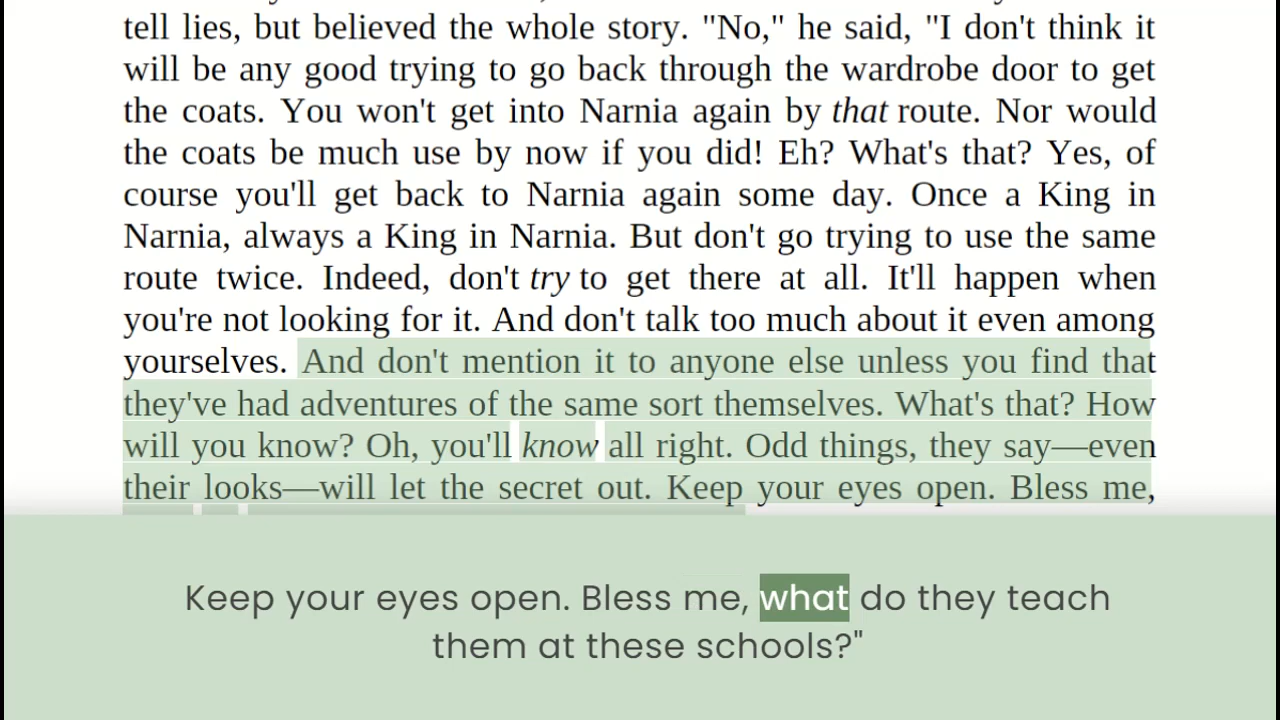 tell lies, but believed the whole story. "No," he said, "I don't think it
will be any good trying to go back through the wardrobe door to get
the coats. You won't get into Narnia again by that route. Nor would
the coats be much use by now if you did! Eh? What's that? Yes, of
course you'll get back to Narnia again some day. Once a King in
Narnia, always a King in Narnia. But don't go trying to use the same
route twice. Indeed, don't try to get there at all. It'll happen when
you're not looking for it. And don't talk too much about it even among
yourselves. And don't mention it to anyone else unless you find that
they've had adventures of the same sort themselves. What's that? How
will you know? Oh, you'll know all right. Odd things, they say—even
their looks—will let the secret out. Keep your eyes open. Bless me,
Keep your eyes open. Bless me, what do they teach
them at these schools?"